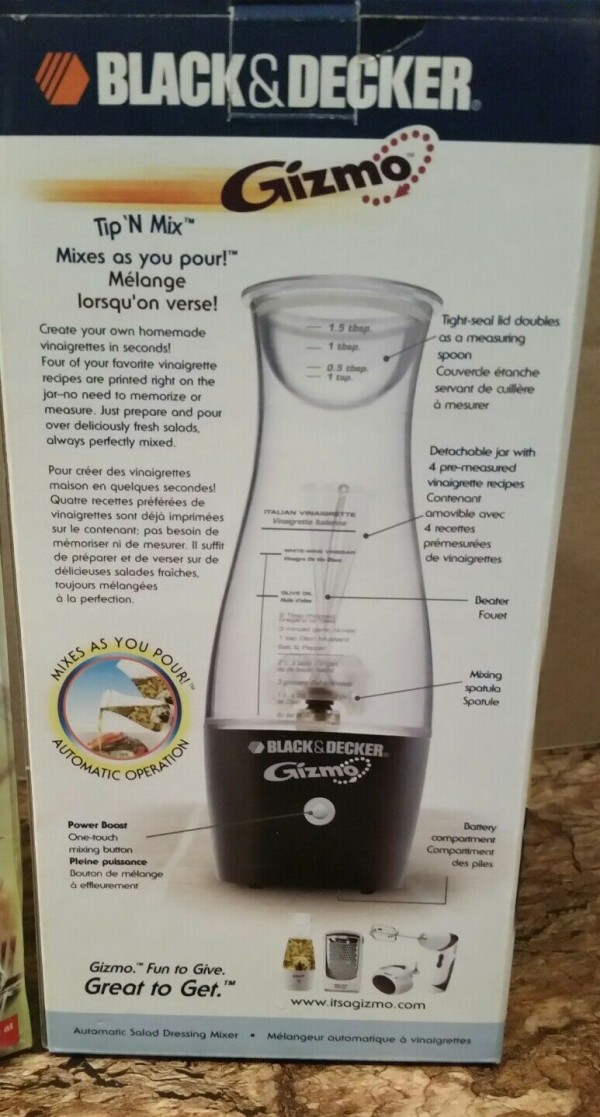 BLACK&DECKER®
Gizmo™
Tip 'N Mix™
Mixes as you pour!™
Mélange
lorsqu'on verse!
Create your own homemade
vinaigrettes in seconds!
Four of your favorite vinaigrette
recipes are printed right on the
jar–no need to memorize or
measure. Just prepare and pour
over deliciously fresh salads,
always perfectly mixed.
Pour créer des vinaigrettes
maison en quelques secondes!
Quatre recettes préférées de
vinaigrettes sont déjà imprimées
sur le contenant; pas besoin de
mémoriser ni de mesurer. Il suffit
de préparer et de verser sur de
délicieuses salades fraîches,
toujours mélangées
à la perfection.
MIXES AS YOU POUR!™
AUTOMATIC OPERATION
Power Boost
One-touch
mixing button
Pleine puissance
Bouton de mélange
à effleurement
1.5 tbsp.
1 tbsp.
0.5 tbsp.
1 tsp.
ITALIAN VINAIGRETTE
Vinaigrette Italienne
WHITE WINE VINEGAR
OLIVE OIL
Huile d'olive
Salt & Pepper
BLACK&DECKER®
Gizmo
Tight-seal lid doubles
as a measuring
spoon
Couvercle étanche
servant de cuillère
à mesurer
Detachable jar with
4 pre-measured
vinaigrette recipes
Contenant
amovible avec
4 recettes
prémesurées
de vinaigrettes
Beater
Fouet
Mixing
spatula
Spatule
Battery
compartment
Compartiment
des piles
Gizmo.™ Fun to Give.
Great to Get.™
www.itsagizmo.com
Automatic Salad Dressing Mixer • Mélangeur automatique à vinaigrettes